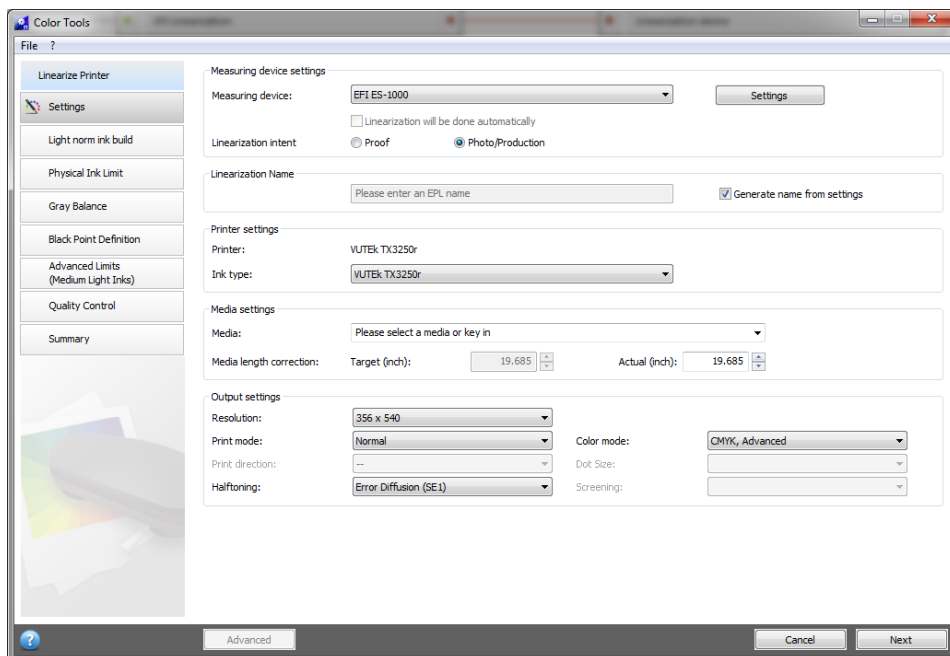 Color Tools
File ?
Linearize Printer
Settings
Light norm ink build
Physical Ink Limit
Gray Balance
Black Point Definition
Advanced Limits
(Medium Light Inks)
Quality Control
Summary
Measuring device settings
Measuring device: EFI ES-1000 Settings
Linearization will be done automatically
Linearization intent Proof Photo/Production
Linearization Name
Please enter an EPL name Generate name from settings
Printer settings
Printer: VUTEk TX3250r
Ink type: VUTEk TX3250r
Media settings
Media: Please select a media or key in
Media length correction: Target (inch): 19.685 Actual (inch): 19.685
Output settings
Resolution: 356 x 540
Print mode: Normal Color mode: CMYK, Advanced
Print direction: -- Dot Size:
Halftoning: Error Diffusion (SE1) Screening:
? Advanced Cancel Next